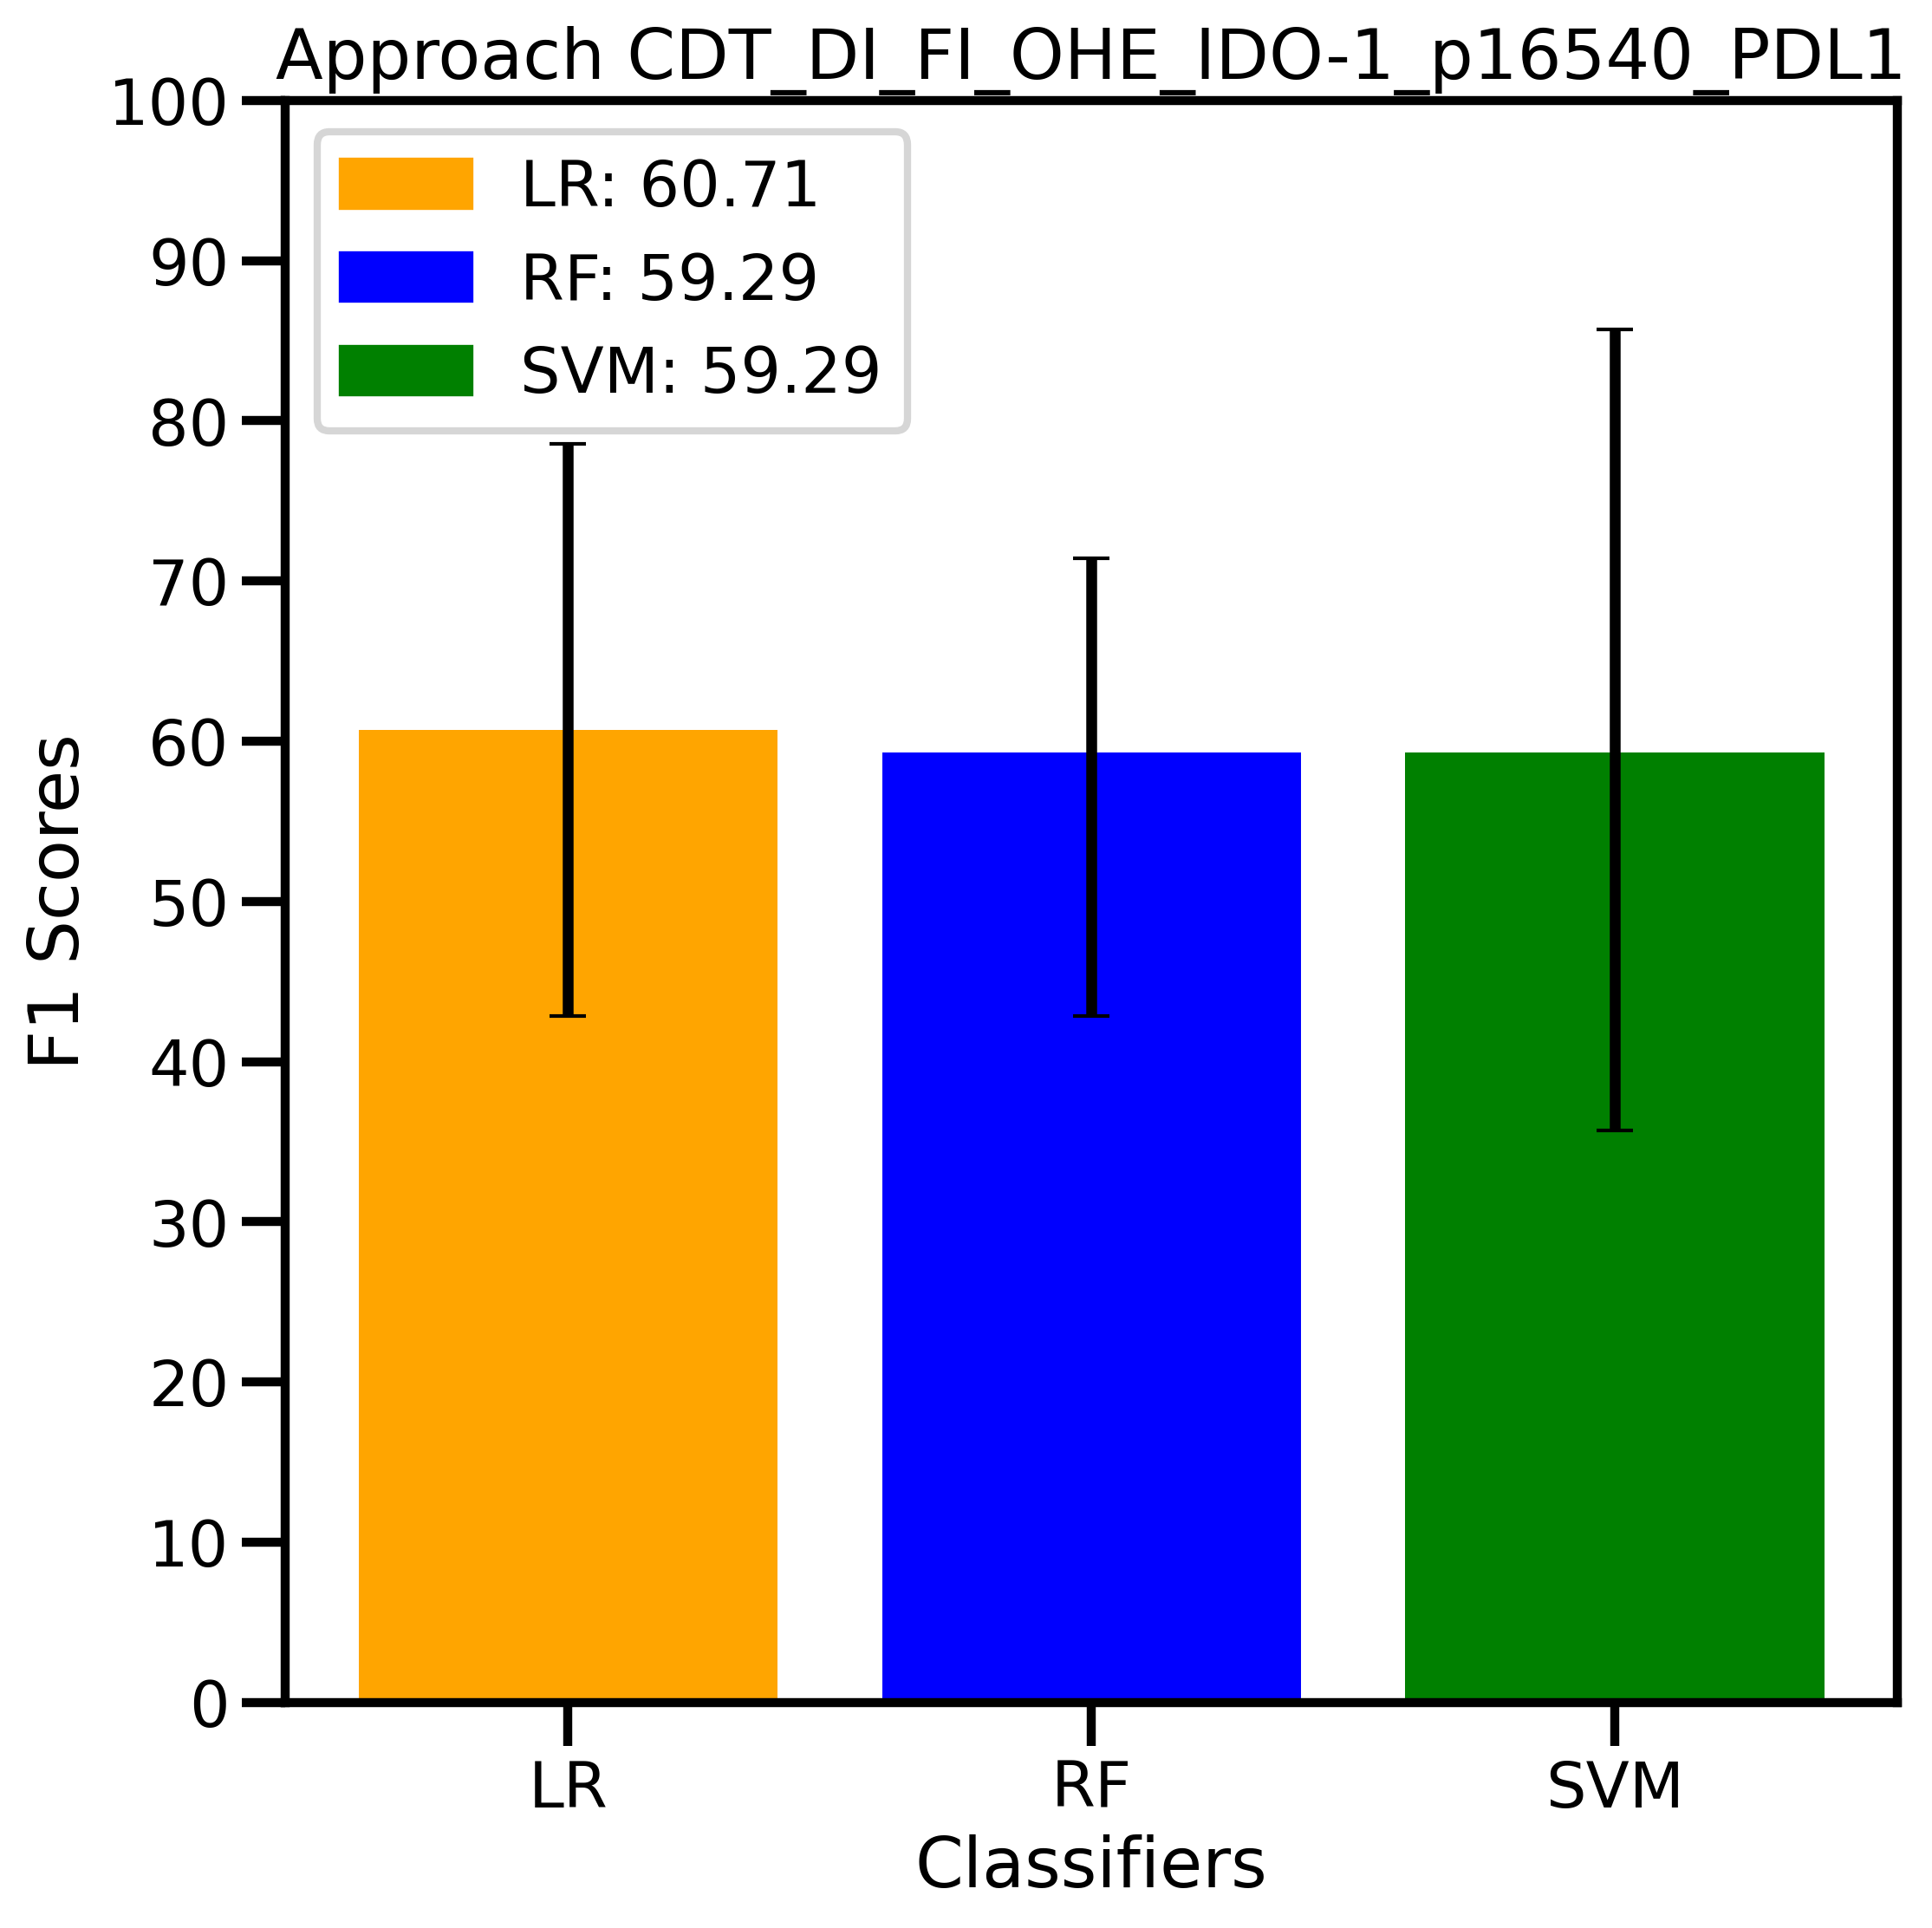 Approach CDT_DI_FI_OHE_IDO-1_p16540_PDL1
100
90
80
70
60
50
40
30
20
10
0
F1 Scores
LR: 60.71
RF: 59.29
SVM: 59.29
LR
RF
SVM
Classifiers